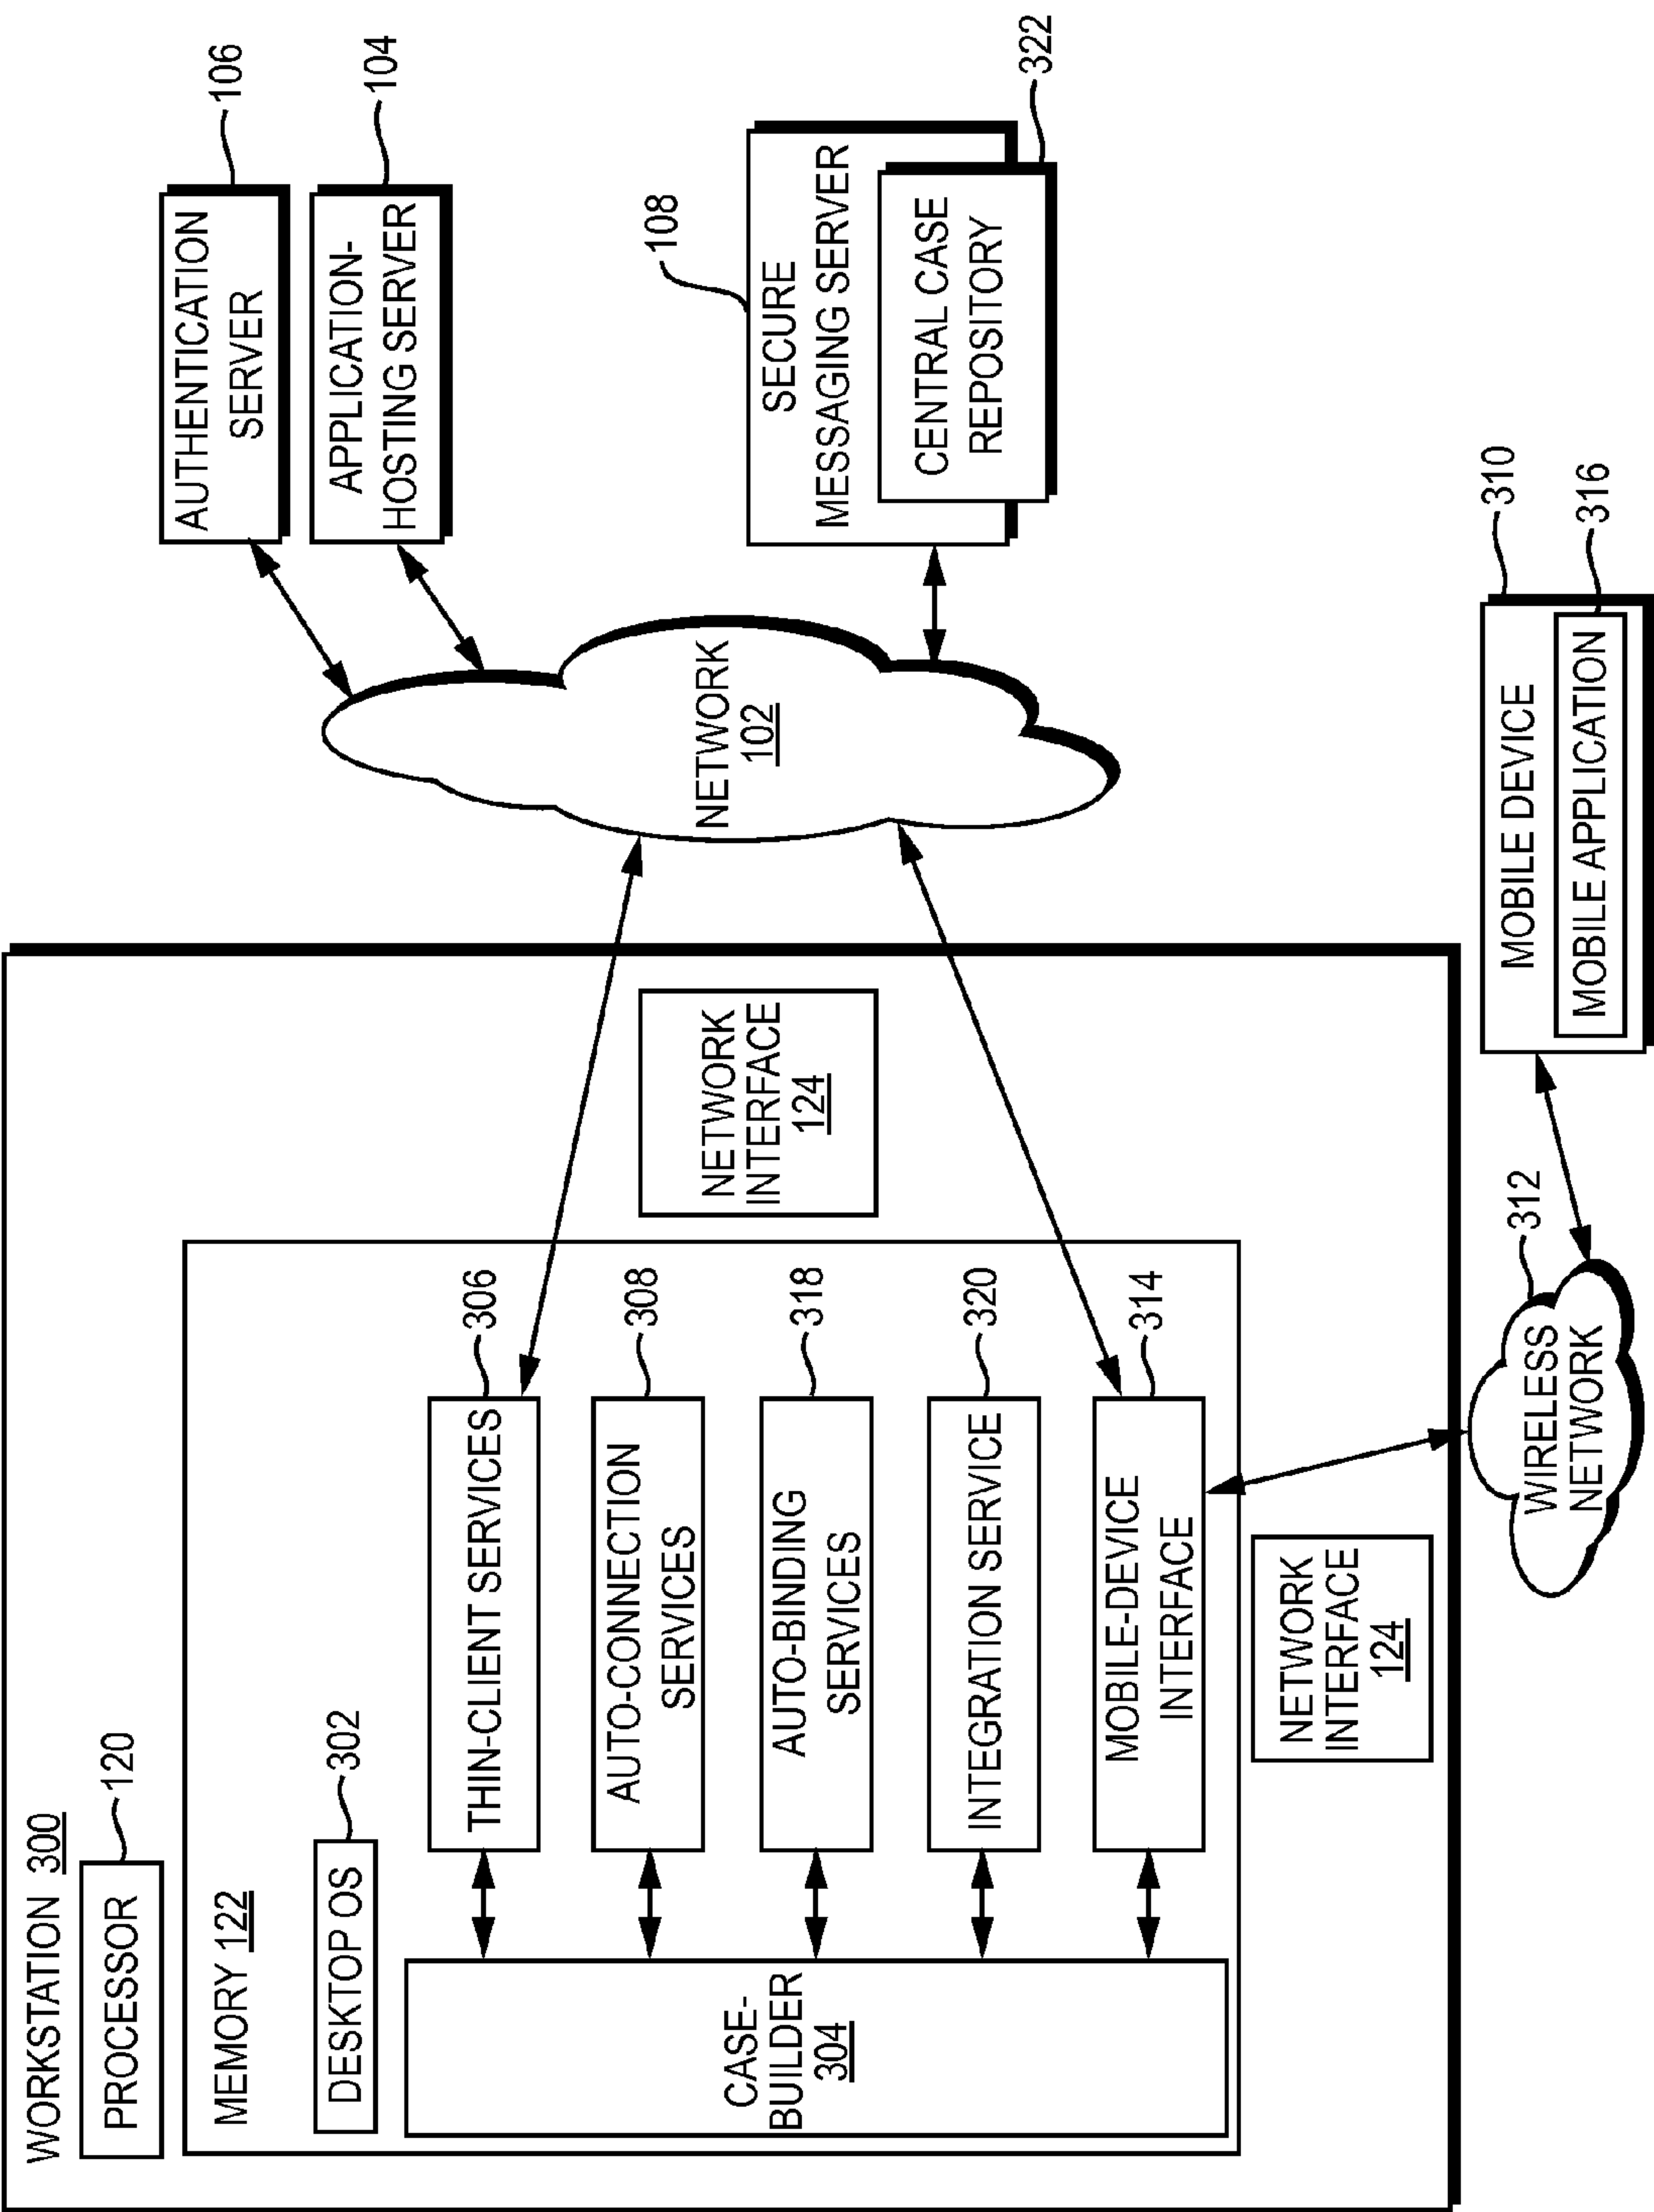 WORKSTATION 300
PROCESSOR
120
MEMORY 122
DESKTOP OS
302
CASE-
BUILDER
304
THIN-CLIENT SERVICES
306
AUTO-CONNECTION
SERVICES
308
AUTO-BINDING
SERVICES
318
INTEGRATION SERVICE
320
MOBILE-DEVICE
INTERFACE
314
NETWORK
INTERFACE
124
NETWORK
INTERFACE
124
NETWORK
102
AUTHENTICATION
SERVER
106
APPLICATION-
HOSTING SERVER
104
SECURE
MESSAGING SERVER
108
CENTRAL CASE
REPOSITORY
322
WIRELESS
NETWORK
312
MOBILE DEVICE
310
MOBILE APPLICATION
316